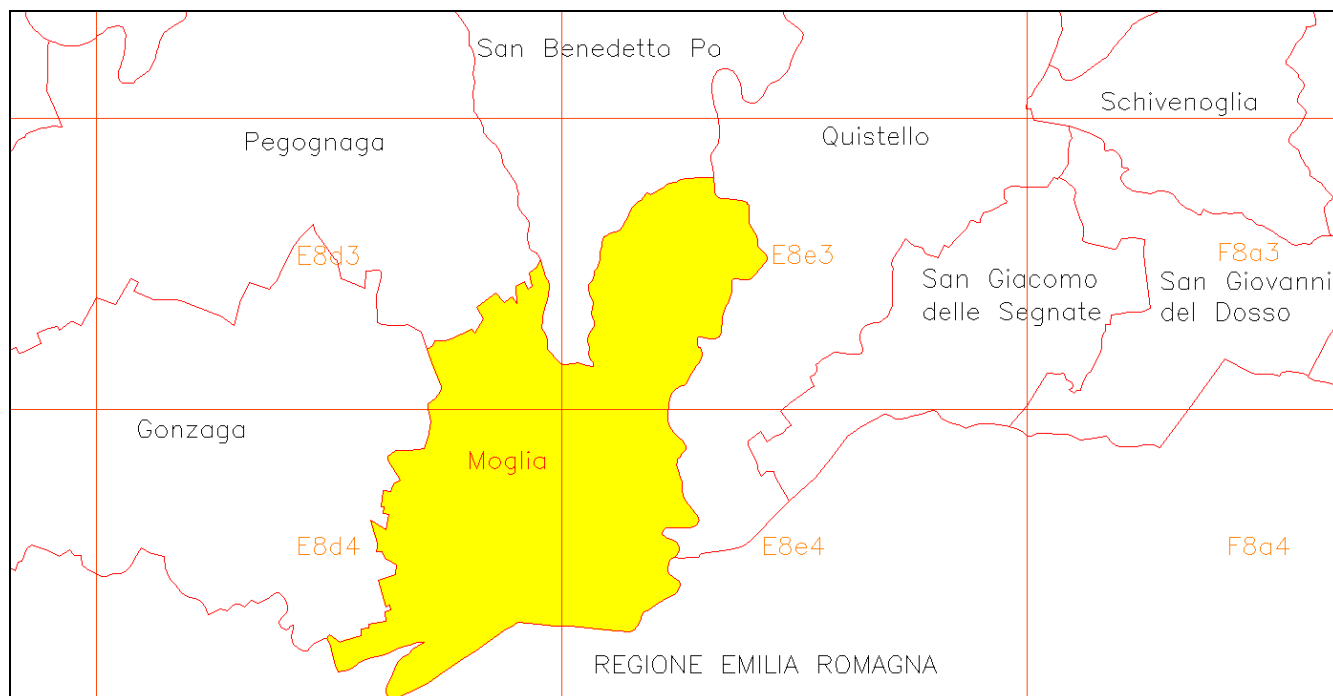 San Benedetto Po
Schivenoglia
Pegognaga
Quistello
E8d3
E8e3
F8a3
San Giacomo
delle Segnate
San Giovanni
del Dosso
Gonzaga
Moglia
E8d4
E8e4
F8a4
REGIONE EMILIA ROMAGNA